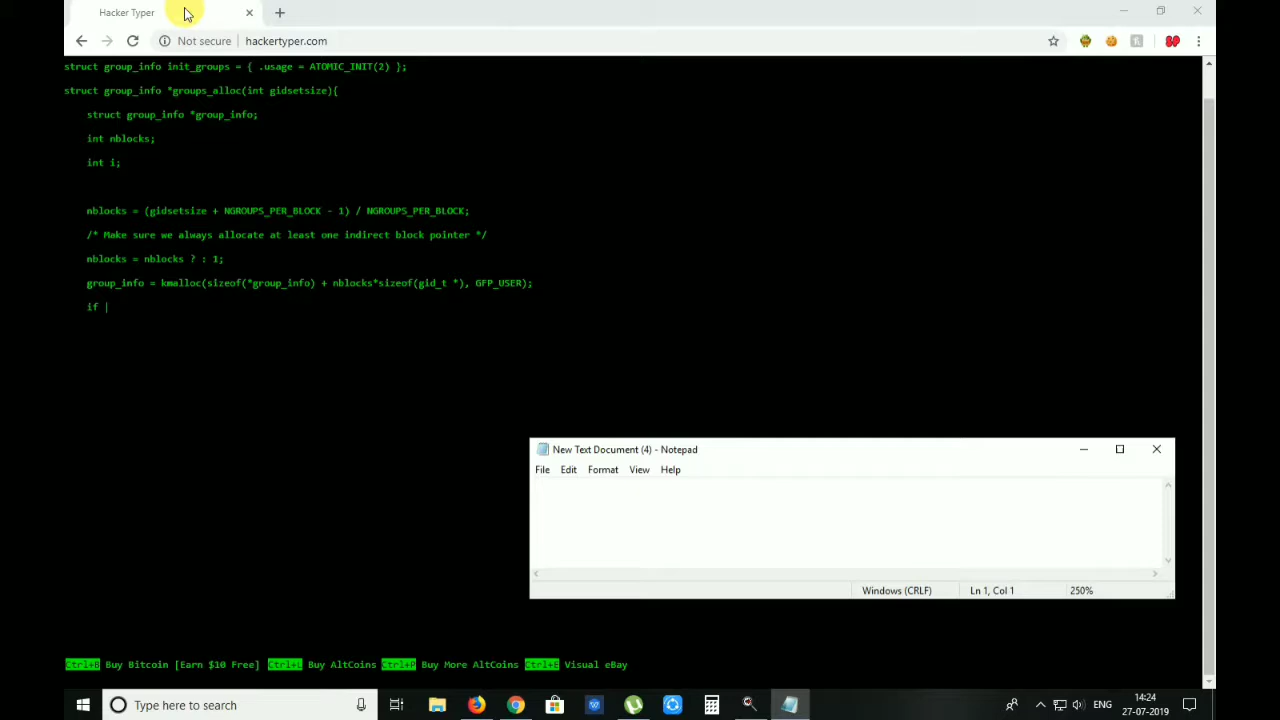 Hacker Typer
Not secure hackertyper.com
struct group_info init_groups = { .usage = ATOMIC_INIT(2) };
struct group_info *groups_alloc(int gidsetsize){
struct group_info *group_info;
int nblocks;
int i;
nblocks = (gidsetsize + NGROUPS_PER_BLOCK - 1) / NGROUPS_PER_BLOCK;
/* Make sure we always allocate at least one indirect block pointer */
nblocks = nblocks ? : 1;
group_info = kmalloc(sizeof(*group_info) + nblocks*sizeof(gid_t *), GFP_USER);
if |
New Text Document (4) - Notepad
File Edit Format View Help
Windows (CRLF) Ln 1, Col 1 250%
Ctrl+B Buy Bitcoin [Earn $10 Free] Ctrl+L Buy AltCoins Ctrl+P Buy More AltCoins Ctrl+E Visual eBay
Type here to search
ENG
14:24
27-07-2019